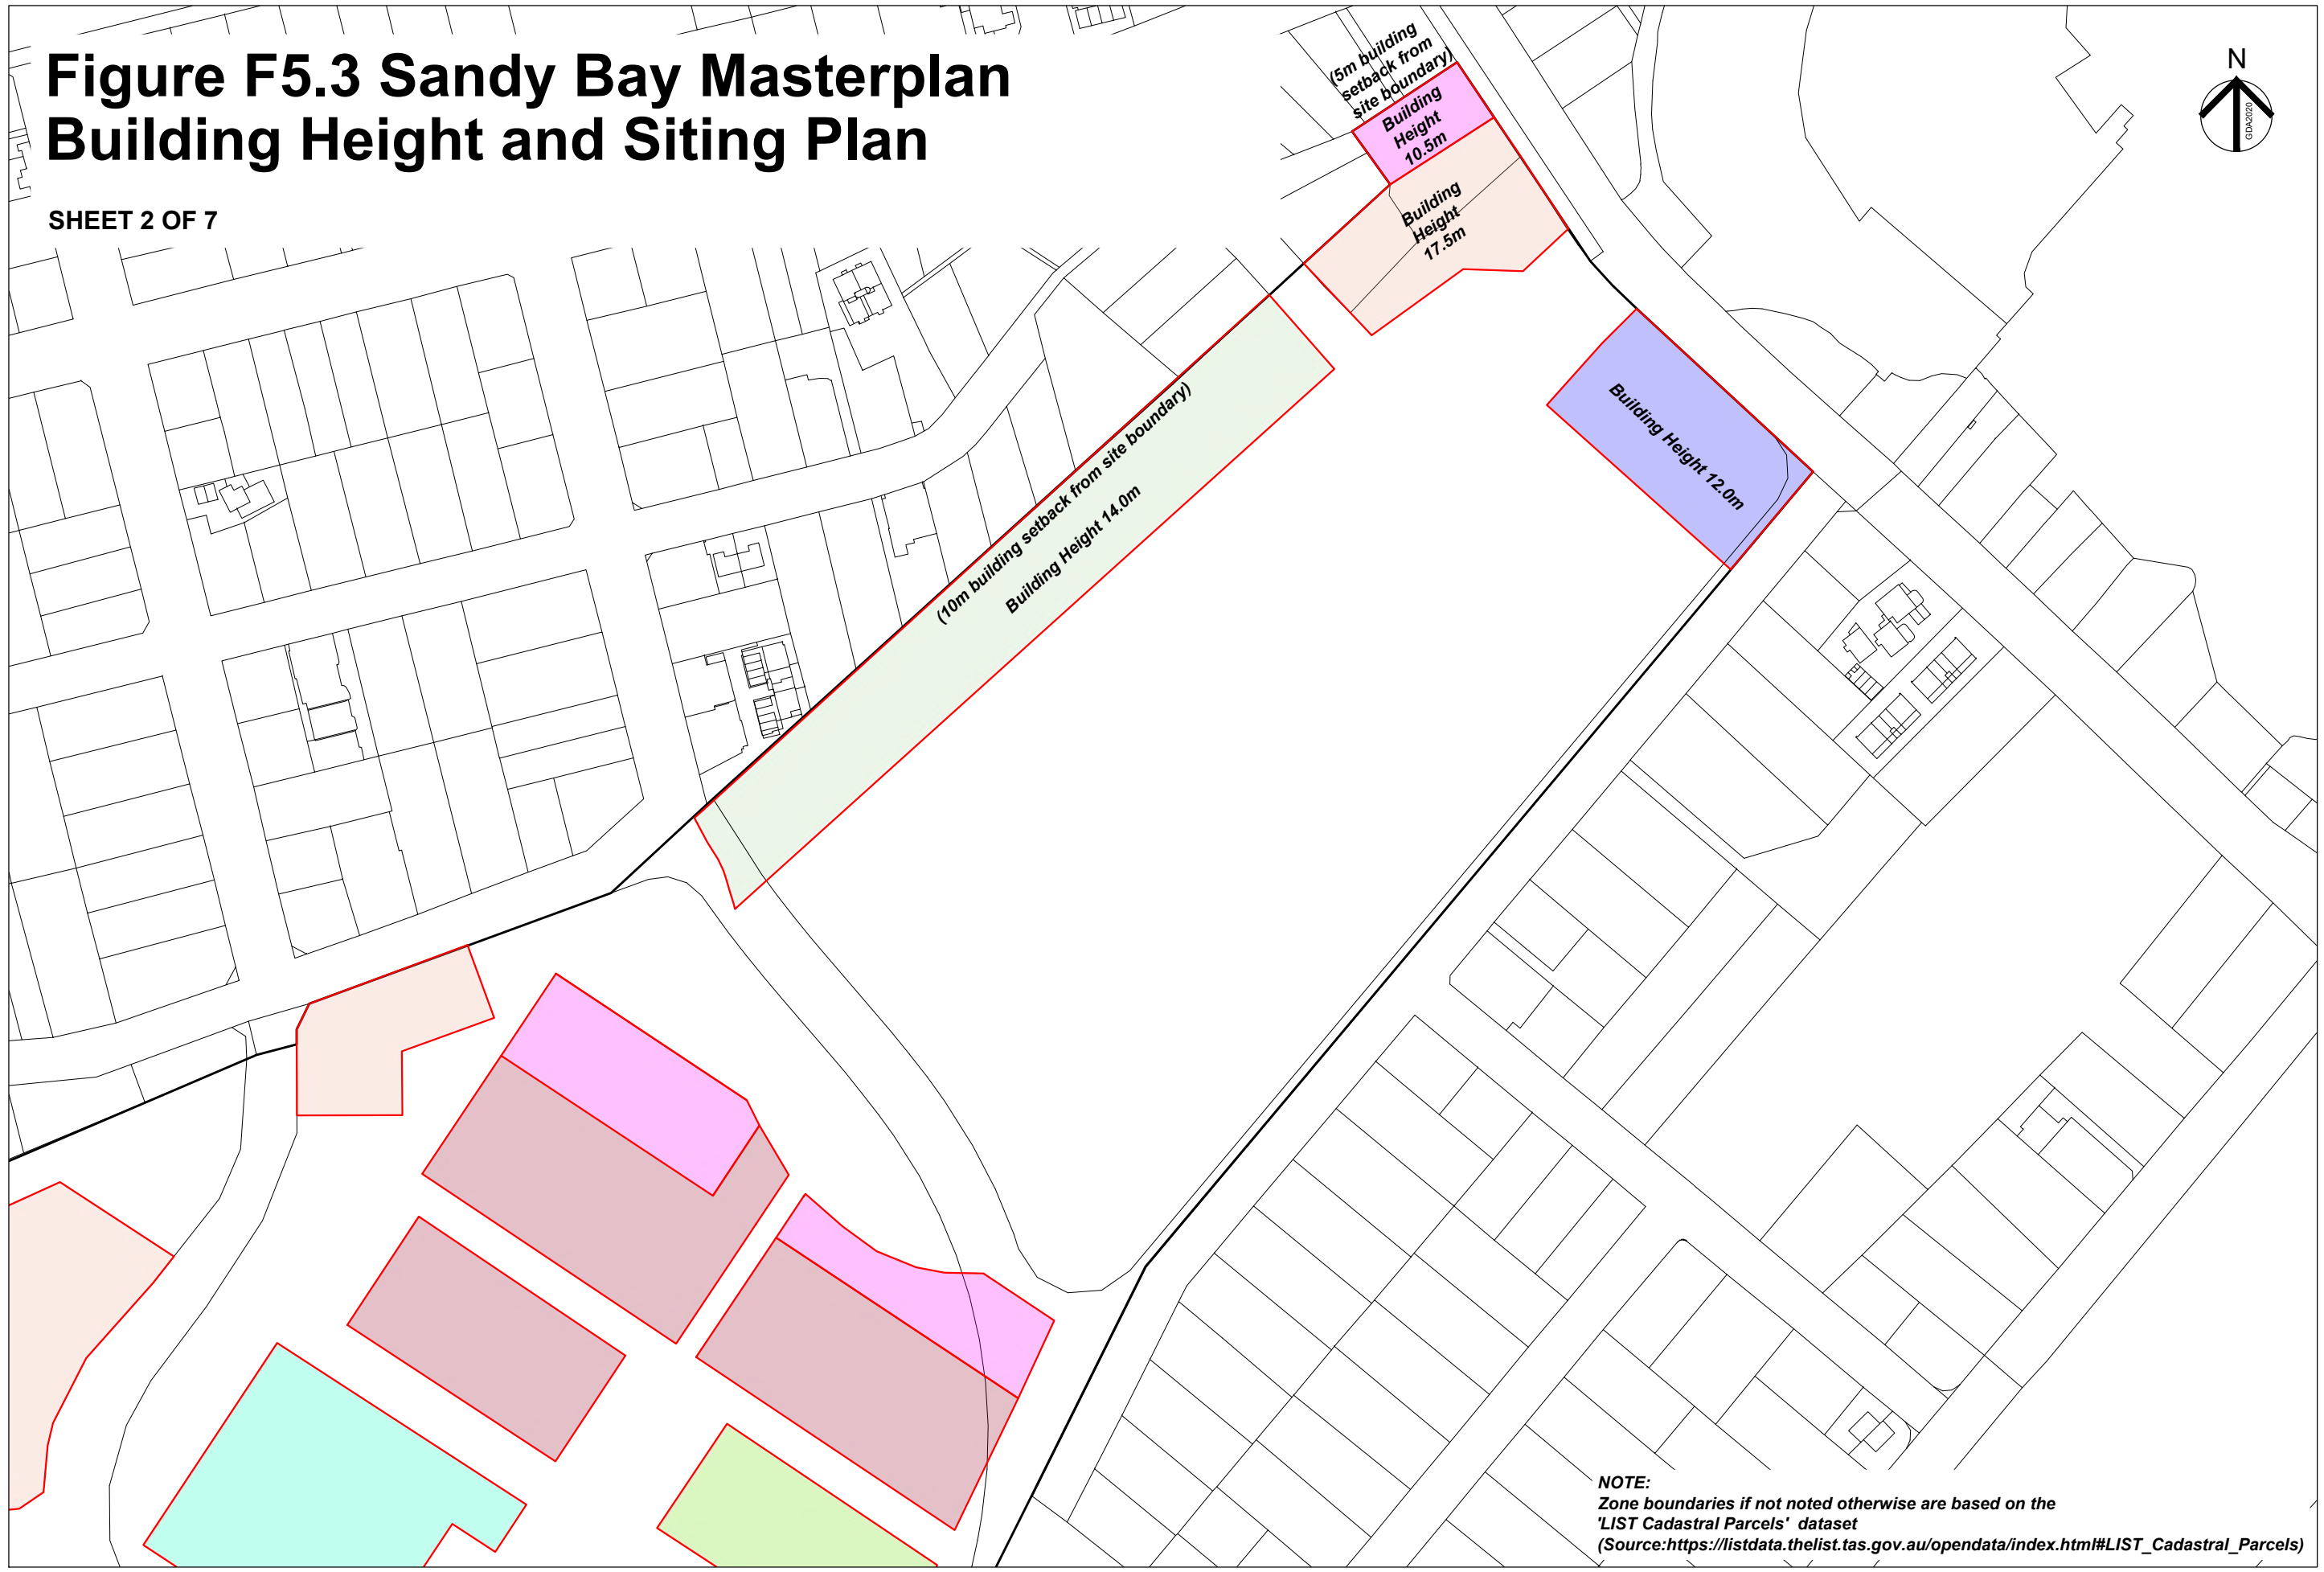 Figure F5.3 Sandy Bay Masterplan
Building Height and Siting Plan
SHEET 2 OF 7
N
GDA2020
(5m building
setback from
site boundary)
Building
Height
10.5m
Building
Height
17.5m
Building Height 12.0m
(10m building setback from site boundary)
Building Height 14.0m
NOTE:
Zone boundaries if not noted otherwise are based on the
'LIST Cadastral Parcels' dataset
(Source:https://listdata.thelist.tas.gov.au/opendata/index.html#LIST_Cadastral_Parcels)